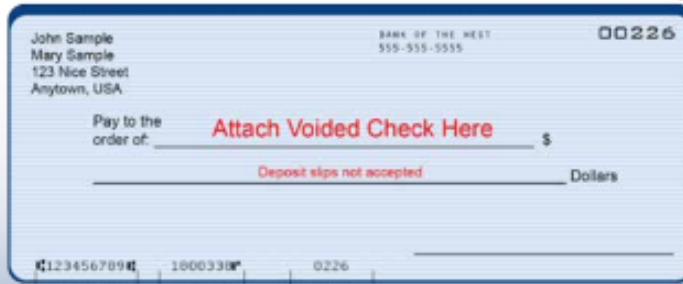 John Sample
Mary Sample
123 Nice Street
Anytown, USA
BANK OF THE WEST
555-555-5555
00226
Pay to the
order of: Attach Voided Check Here $
Deposit slips not accepted Dollars
⑆123456789⑆ 1800338⑈ 0226